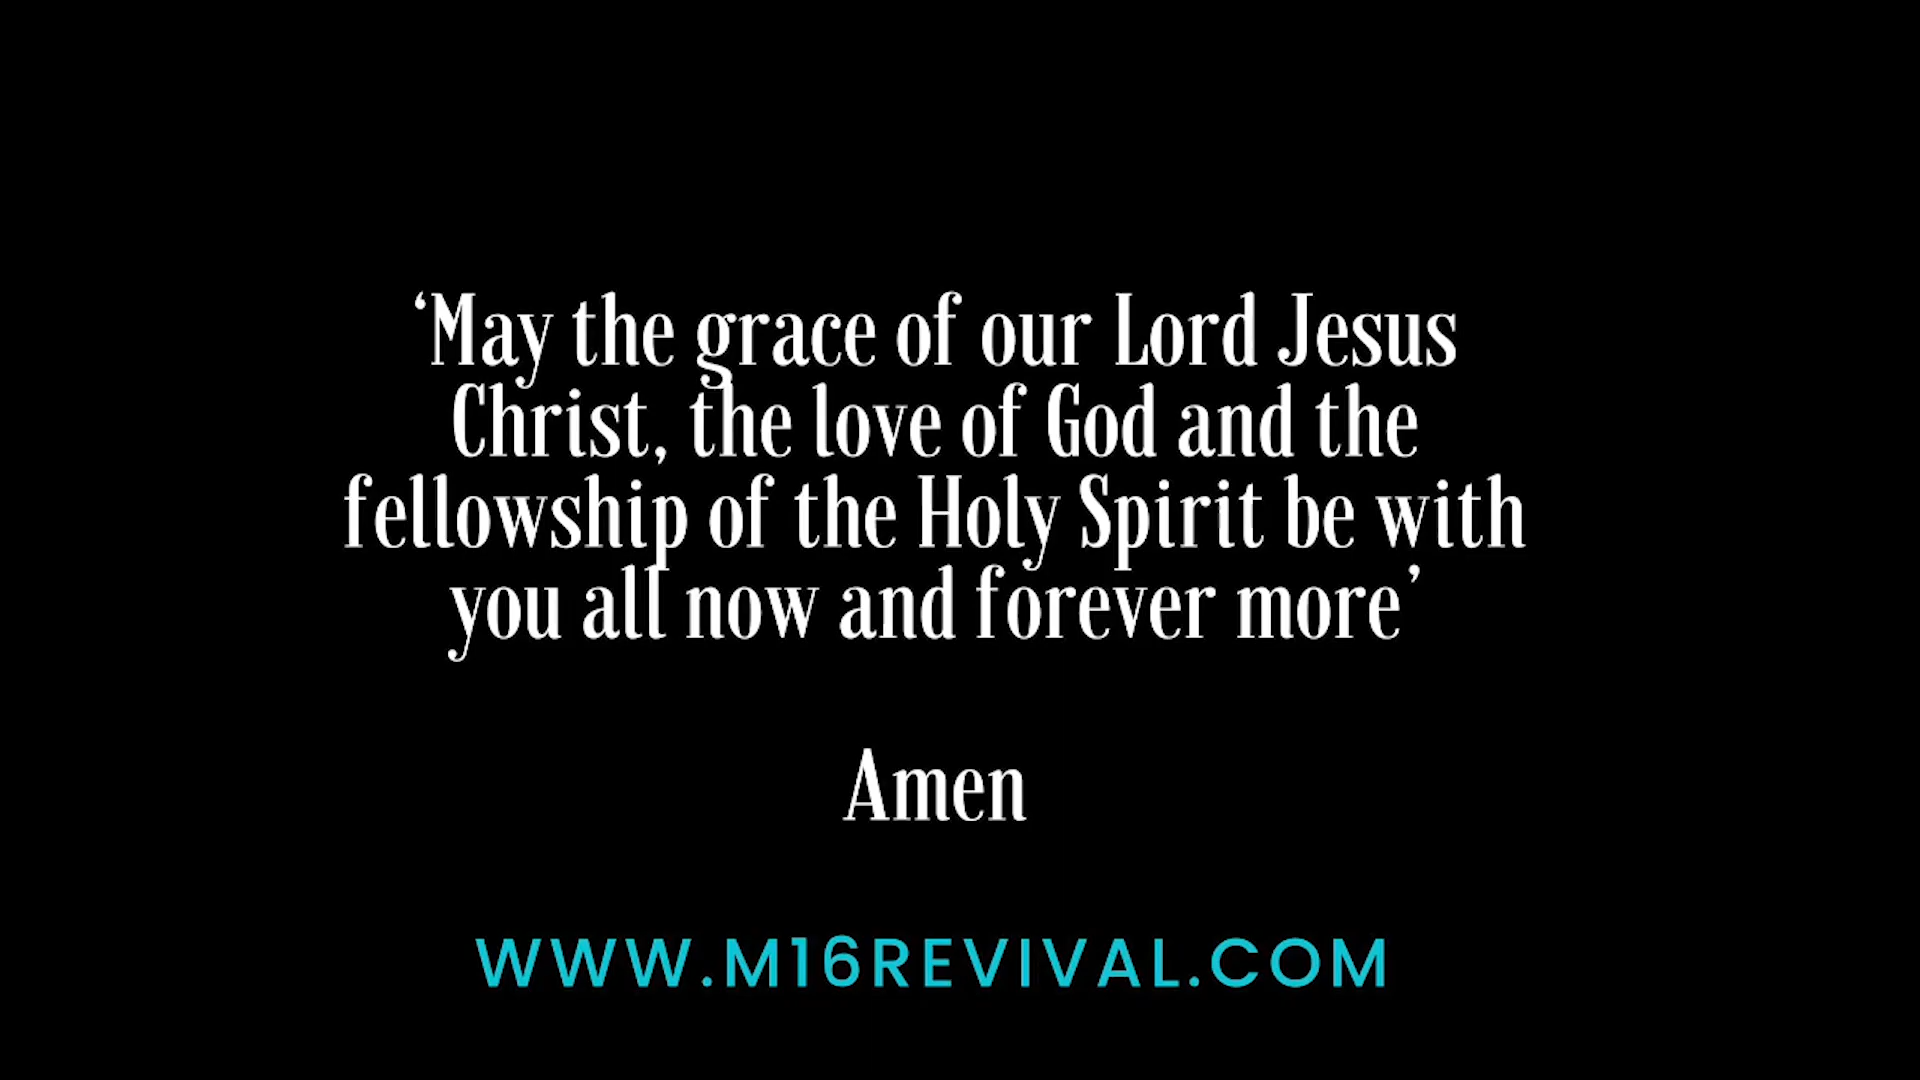 ‘May the grace of our Lord Jesus
Christ, the love of God and the
fellowship of the Holy Spirit be with
you all now and forever more’
Amen
WWW.M16REVIVAL.COM